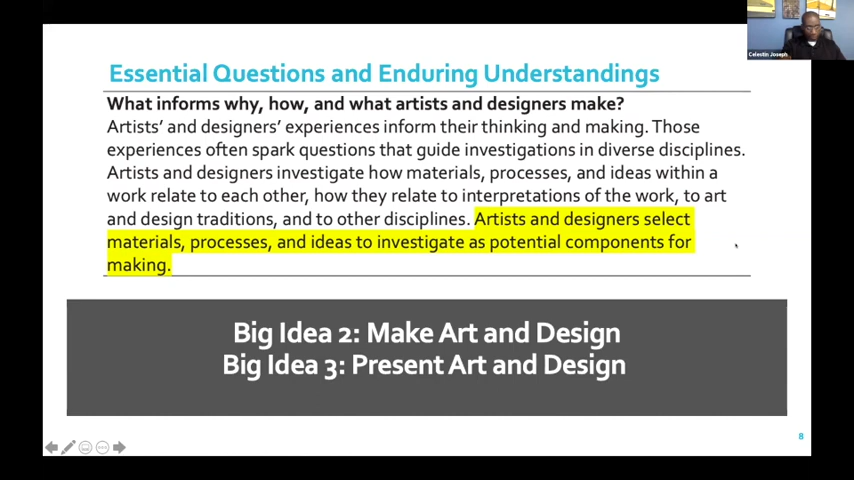 Celestin Joseph
Essential Questions and Enduring Understandings
What informs why, how, and what artists and designers make?
Artists’ and designers’ experiences inform their thinking and making. Those
experiences often spark questions that guide investigations in diverse disciplines.
Artists and designers investigate how materials, processes, and ideas within a
work relate to each other, how they relate to interpretations of the work, to art
and design traditions, and to other disciplines. Artists and designers select
materials, processes, and ideas to investigate as potential components for
making.
Big Idea 2: Make Art and Design
Big Idea 3: Present Art and Design
8